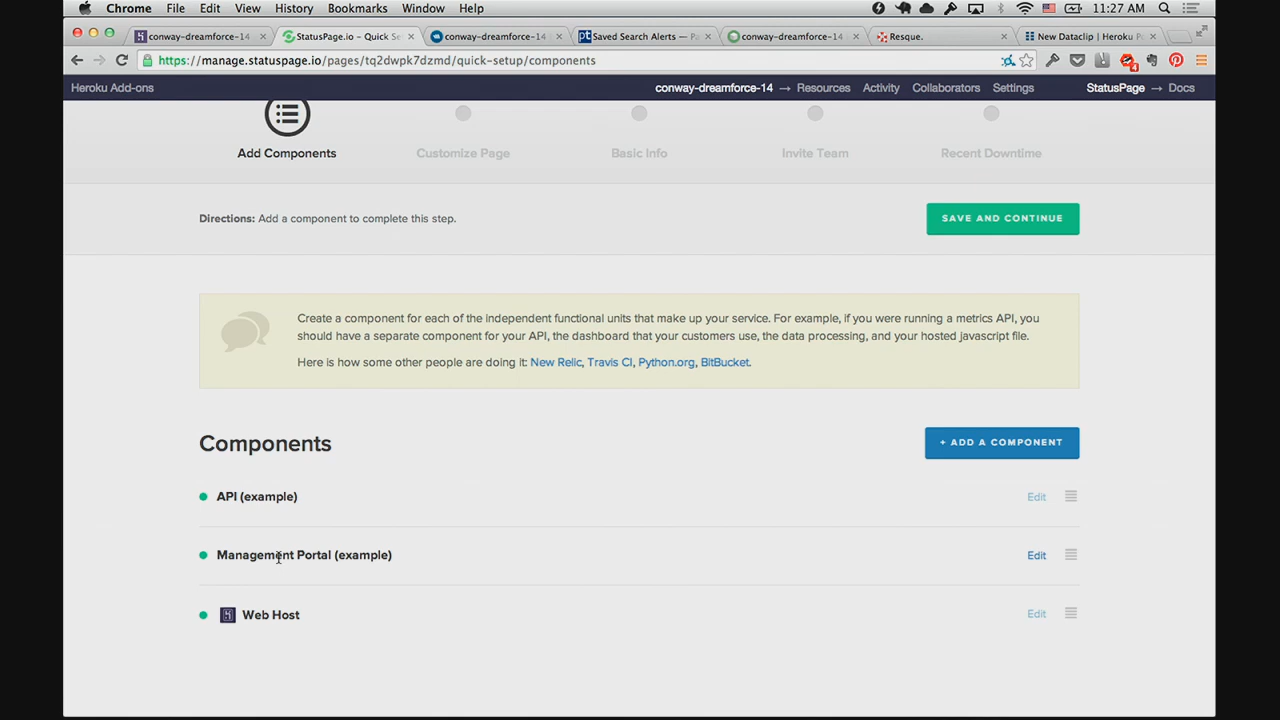 Chrome File Edit View History Bookmarks Window Help 11:27 AM
conway-dreamforce-14 StatusPage.io – Quick Se conway-dreamforce-14 Saved Search Alerts — Pa conway-dreamforce-14 Resque. New Dataclip | Heroku Po
https://manage.statuspage.io/pages/tq2dwpk7dzmd/quick-setup/components
4
Heroku Add-ons conway-dreamforce-14 → Resources Activity Collaborators Settings StatusPage → Docs
Add Components Customize Page Basic Info Invite Team Recent Downtime
Directions: Add a component to complete this step.
SAVE AND CONTINUE
Create a component for each of the independent functional units that make up your service. For example, if you were running a metrics API, you
should have a separate component for your API, the dashboard that your customers use, the data processing, and your hosted javascript file.
Here is how some other people are doing it: New Relic, Travis CI, Python.org, BitBucket.
Components
+ ADD A COMPONENT
API (example) Edit
Management Portal (example) Edit
Web Host Edit